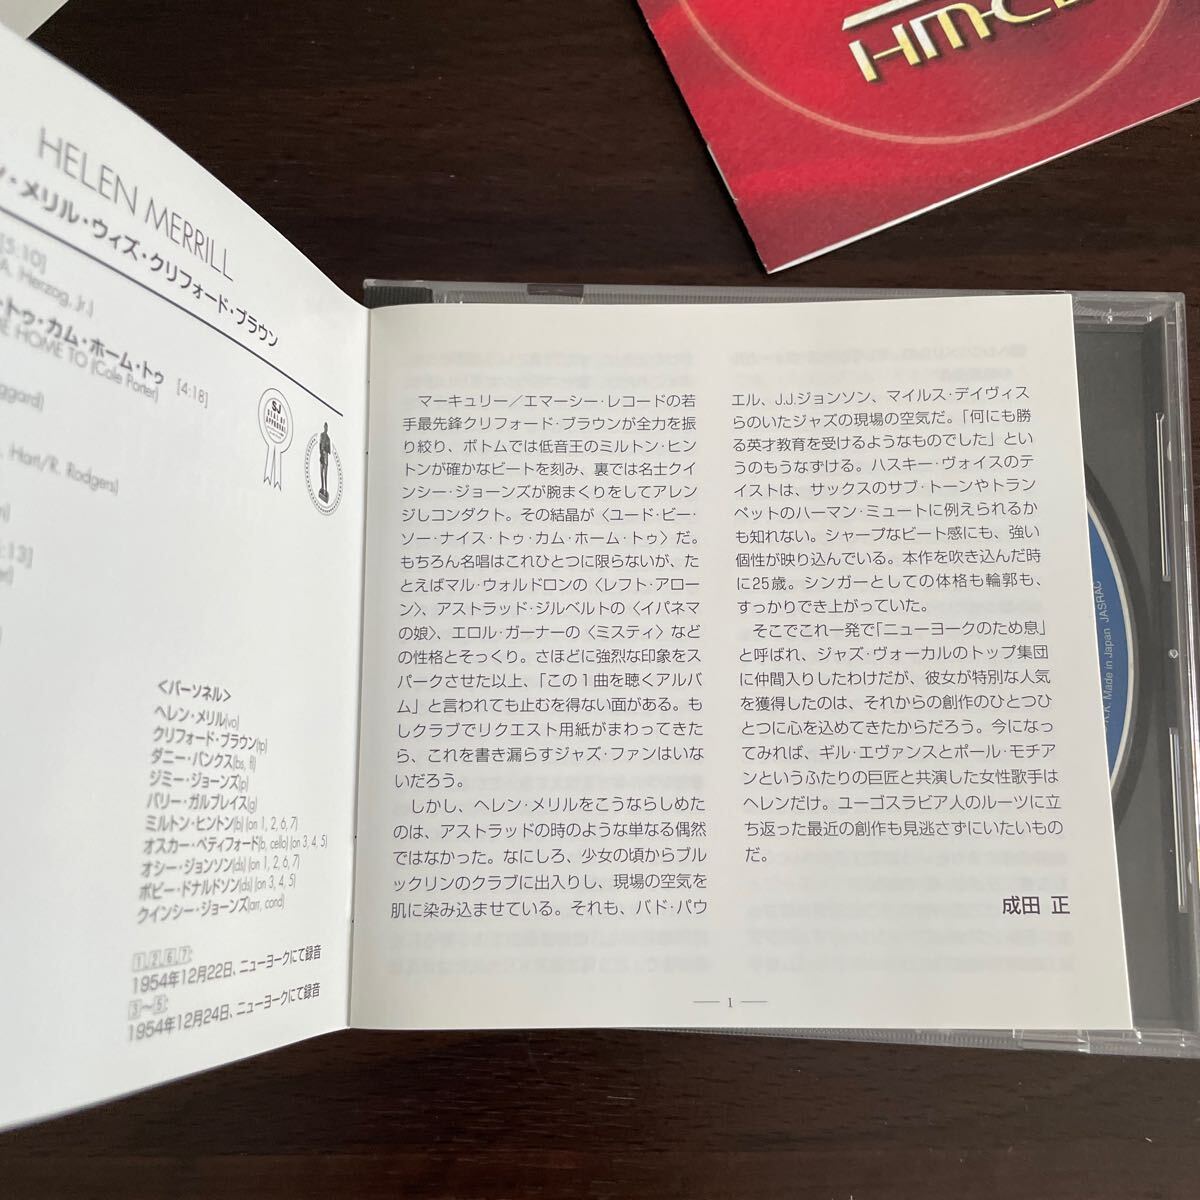 HM-CD
HELEN MERRILL
・メリル・ウィズ・クリフォード・ブラウン
[5:10]
A. Herzog, Jr.)
・トゥ・カム・ホーム・トゥ
E HOME TO (Cole Porter) [4:18]
ggard)
. Hart/R. Rodgers)
:13]
SJ
SEAL OF
APPROVAL
〈パーソネル〉
ヘレン・メリル(vo)
クリフォード・ブラウン(tp)
ダニー・バンクス(bs, fl)
ジミー・ジョーンズ(p)
バリー・ガルブレイス(g)
ミルトン・ヒントン(b) (on 1, 2, 6, 7)
オスカー・ペティフォード(b, cello) (on 3, 4, 5)
オシー・ジョンソン(ds) (on 1, 2, 6, 7)
ボビー・ドナルドソン(ds) (on 3, 4, 5)
クインシー・ジョーンズ(arr, cond)
1,2,6,7:
1954年12月22日、ニューヨークにて録音
3〜5:
1954年12月24日、ニューヨークにて録音
マーキュリー／エマーシー・レコードの若
手最先鋒クリフォード・ブラウンが全力を振
り絞り、ボトムでは低音王のミルトン・ヒン
トンが確かなビートを刻み、裏では名士クイ
ンシー・ジョーンズが腕まくりをしてアレン
ジしコンダクト。その結晶が〈ユード・ビー・
ソー・ナイス・トゥ・カム・ホーム・トゥ〉だ。
もちろん名唱はこれひとつに限らないが、た
とえばマル・ウォルドロンの〈レフト・アロー
ン〉、アストラッド・ジルベルトの〈イパネマ
の娘〉、エロル・ガーナーの〈ミスティ〉など
の性格とそっくり。さほどに強烈な印象をス
パークさせた以上、「この１曲を聴くアルバ
ム」と言われても止むを得ない面がある。も
しクラブでリクエスト用紙がまわってきた
ら、これを書き漏らすジャズ・ファンはいな
いだろう。
しかし、ヘレン・メリルをこうならしめた
のは、アストラッドの時のような単なる偶然
ではなかった。なにしろ、少女の頃からブル
ックリンのクラブに出入りし、現場の空気を
肌に染み込ませている。それも、バド・パウ
エル、J.J.ジョンソン、マイルス・デイヴィス
らのいたジャズの現場の空気だ。「何にも勝
る英才教育を受けるようなものでした」とい
うのもうなずける。ハスキー・ヴォイスのテ
イストは、サックスのサブ・トーンやトラン
ペットのハーマン・ミュートに例えられるか
も知れない。シャープなビート感にも、強い
個性が映り込んでいる。本作を吹き込んだ時
に25歳。シンガーとしての体格も輪郭も、
すっかりでき上がっていた。
そこでこれ一発で「ニューヨークのため息」
と呼ばれ、ジャズ・ヴォーカルのトップ集団
に仲間入りしたわけだが、彼女が特別な人気
を獲得したのは、それからの創作のひとつひ
とつに心を込めてきたからだろう。今になっ
てみれば、ギル・エヴァンスとポール・モチア
ンというふたりの巨匠と共演した女性歌手は
ヘレンだけ。ユーゴスラビア人のルーツに立
ち返った最近の創作も見逃さずにいたいもの
だ。
成田 正
— 1 —
K.K. Made in Japan JASRAC